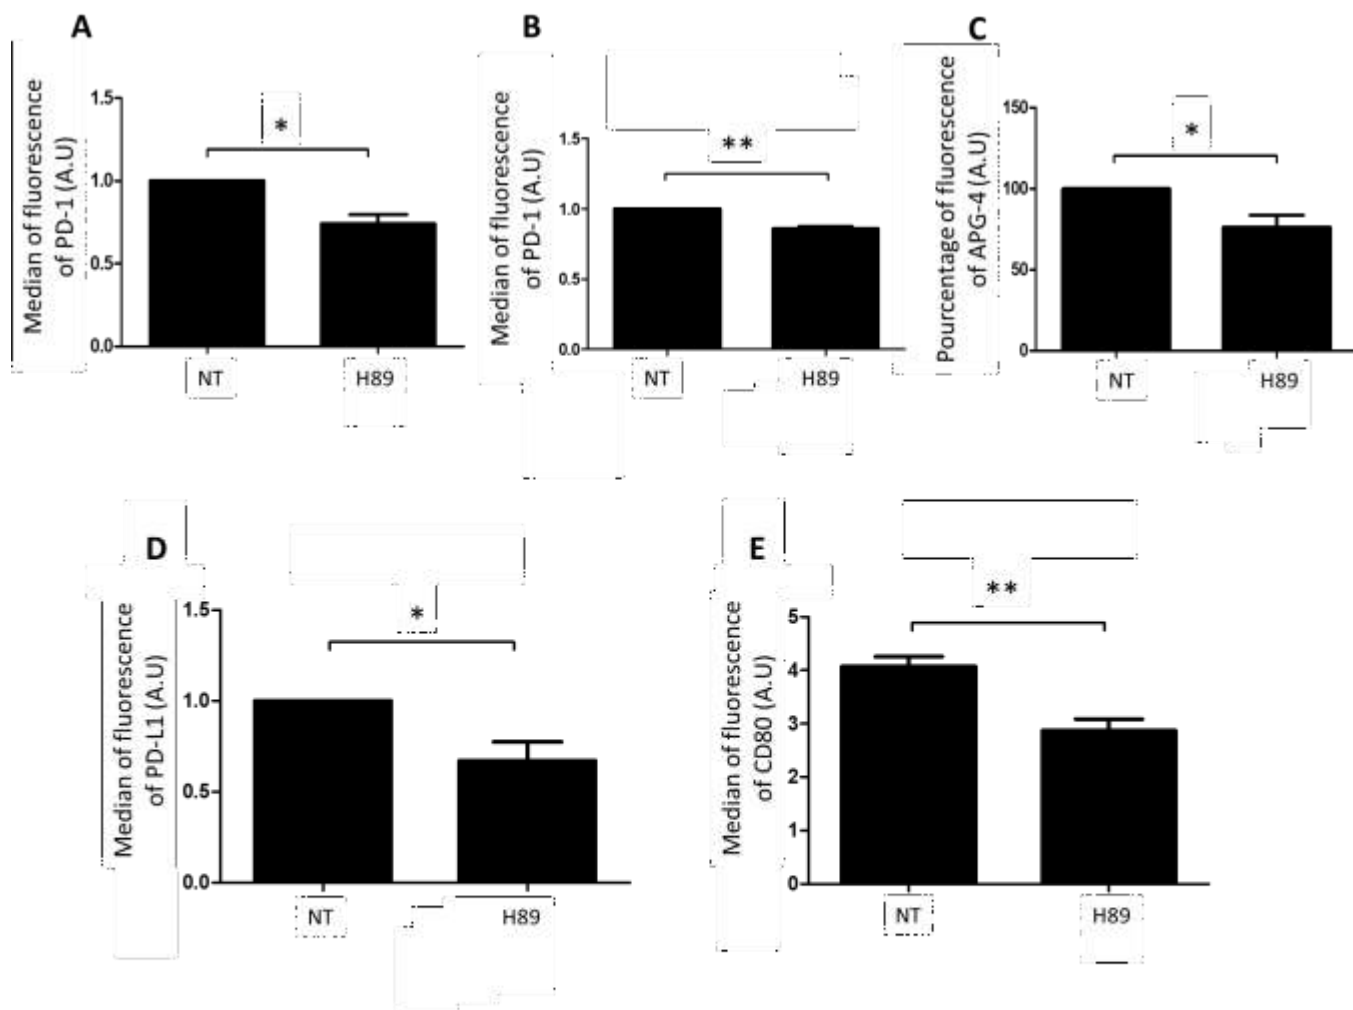 A
Median of fluorescence
of PD-1 (A.U)
1.5
1.0
0.5
0.0
*
NT
H89
B
Median of fluorescence
of PD-1 (A.U)
1.5
1.0
0.5
0.0
**
NT
H89
C
Pourcentage of fluorescence
of APG-4 (A.U)
150
100
50
0
*
NT
H89
D
Median of fluorescence
of PD-L1 (A.U)
1.5
1.0
0.5
0.0
*
NT
H89
E
Median of fluorescence
of CD80 (A.U)
5
4
3
2
1
0
**
NT
H89